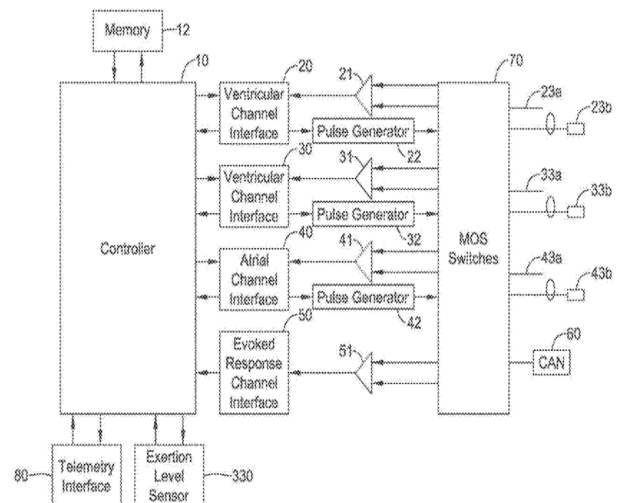 Memory
12
10
20
21
70
Ventricular
Channel
Interface
Pulse Generator
22
23a
23b
30
31
Ventricular
Channel
Interface
Pulse Generator
32
33a
33b
Controller
MOS
Switches
40
41
Atrial
Channel
Interface
Pulse Generator
42
43a
43b
50
51
Evoked
Response
Channel
Interface
60
CAN
80
Telemetry
Interface
Exertion
Level
Sensor
330